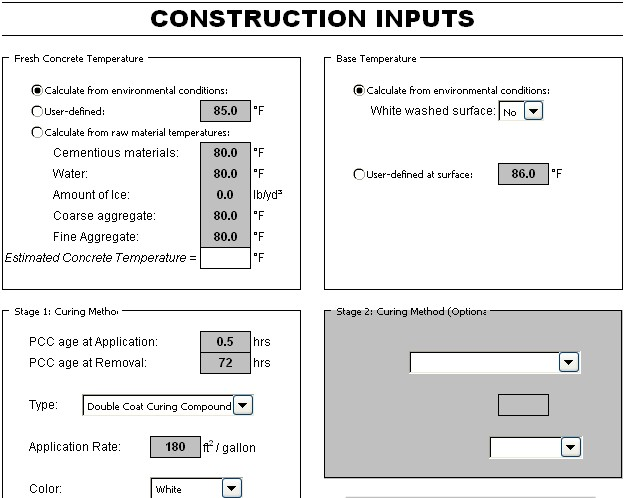 CONSTRUCTION INPUTS
Fresh Concrete Temperature
Calculate from environmental conditions:
User-defined: 85.0 °F
Calculate from raw material temperatures:
Cementious materials: 80.0 °F
Water: 80.0 °F
Amount of Ice: 0.0 lb/yd³
Coarse aggregate: 80.0 °F
Fine Aggregate: 80.0 °F
Estimated Concrete Temperature = °F
Base Temperature
Calculate from environmental conditions:
White washed surface: No
User-defined at surface: 86.0 °F
Stage 1: Curing Metho
PCC age at Application: 0.5 hrs
PCC age at Removal: 72 hrs
Type: Double Coat Curing Compound
Application Rate: 180 ft² / gallon
Color: White
Stage 2: Curing Method (Optiona